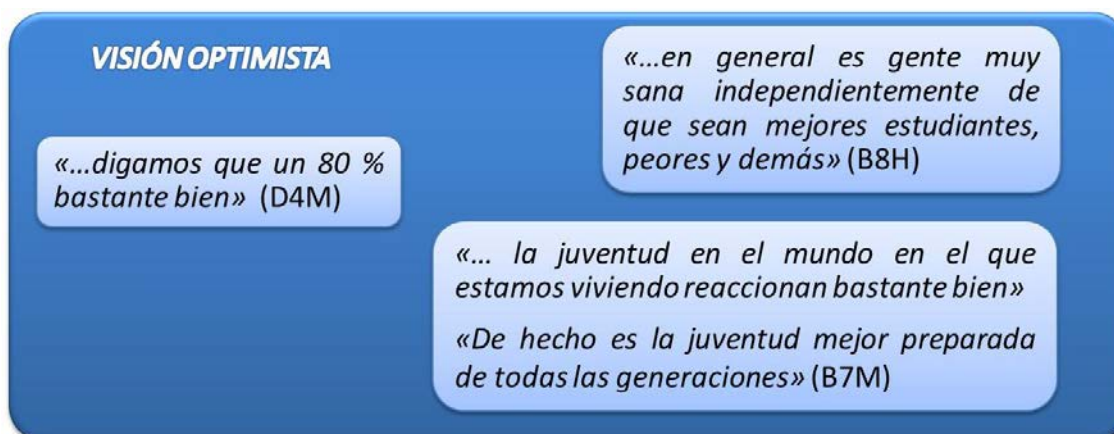 VISIÓN OPTIMISTA
«...en general es gente muy
sana independientemente de
que sean mejores estudiantes,
peores y demás» (B8H)
«...digamos que un 80 %
bastante bien» (D4M)
«... la juventud en el mundo en el que
estamos viviendo reaccionan bastante bien»
«De hecho es la juventud mejor preparada
de todas las generaciones» (B7M)